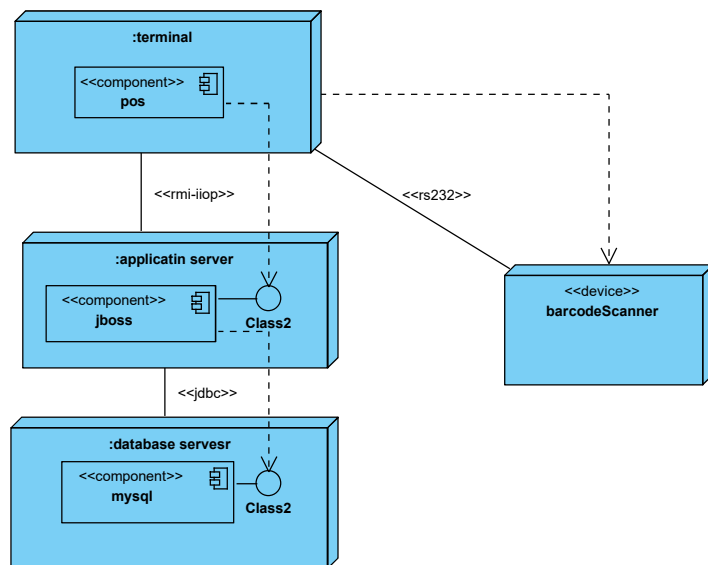 :terminal
<<component>>
pos
<<rmi-iiop>>
<<rs232>>
:applicatin server
<<component>>
jboss
Class2
<<device>>
barcodeScanner
<<jdbc>>
:database servesr
<<component>>
mysql
Class2